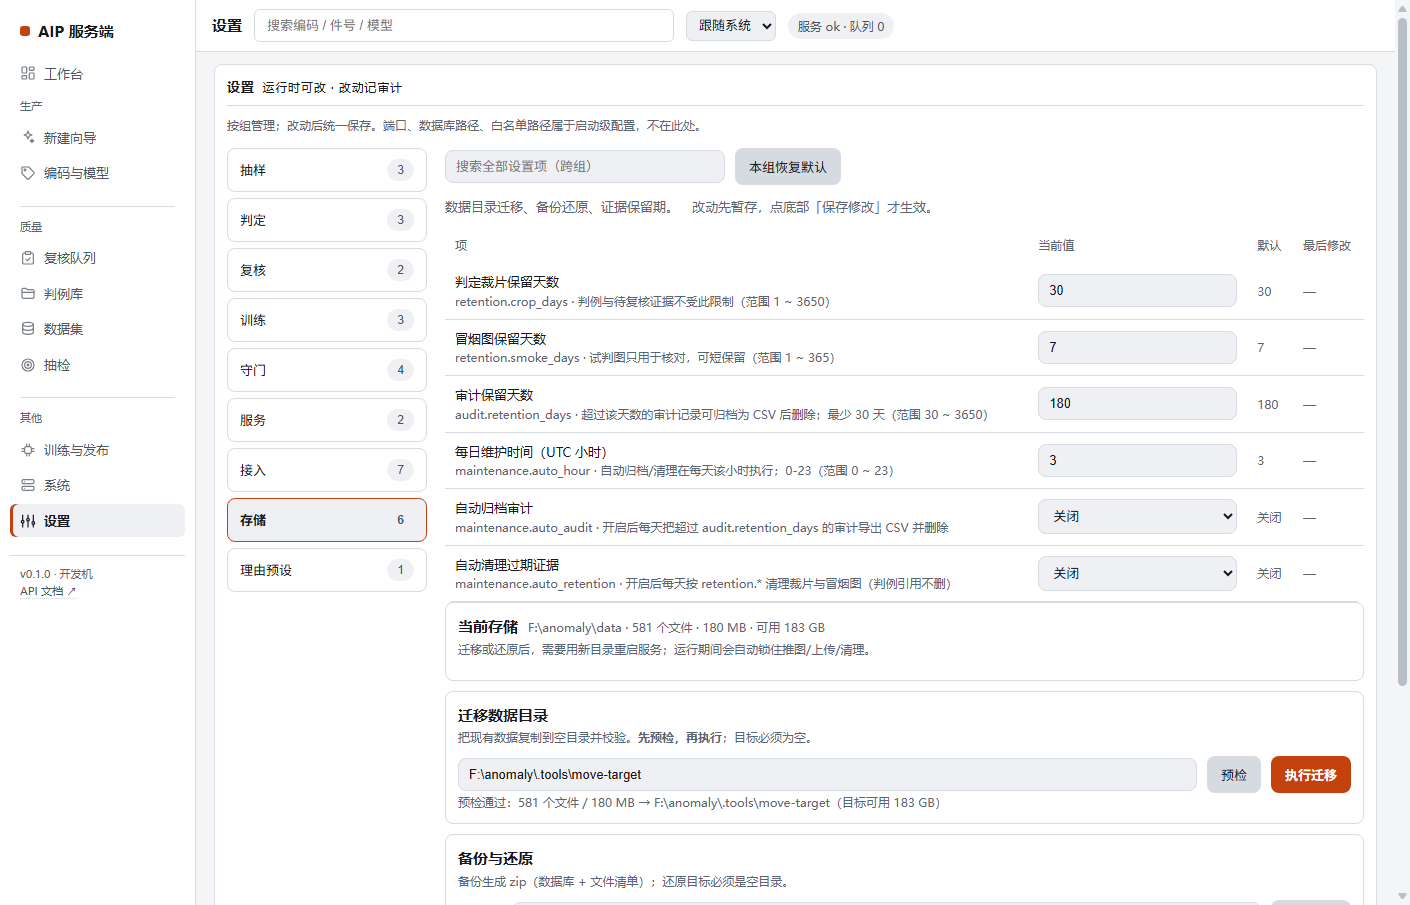 AIP 服务端
工作台
生产
新建向导
编码与模型
质量
复核队列
判例库
数据集
抽检
其他
训练与发布
系统
设置
v0.1.0 · 开发机
API 文档 ↗
设置
搜索编码 / 件号 / 模型
跟随系统
服务 ok · 队列 0
设置 运行时可改 · 改动记审计
按组管理；改动后统一保存。端口、数据库路径、白名单路径属于启动级配置，不在此处。
抽样 3
判定 3
复核 2
训练 3
守门 4
服务 2
接入 7
存储 6
理由预设 1
搜索全部设置项（跨组）
本组恢复默认
数据目录迁移、备份还原、证据保留期。 改动先暂存，点底部「保存修改」才生效。
项 当前值 默认 最后修改
判定裁片保留天数
retention.crop_days · 判例与待复核证据不受此限制（范围 1 ~ 3650）
30 30 —
冒烟图保留天数
retention.smoke_days · 试判图只用于核对，可短保留（范围 1 ~ 365）
7 7 —
审计保留天数
audit.retention_days · 超过该天数的审计记录可归档为 CSV 后删除；最少 30 天（范围 30 ~ 3650）
180 180 —
每日维护时间（UTC 小时）
maintenance.auto_hour · 自动归档/清理在每天该小时执行；0-23（范围 0 ~ 23）
3 3 —
自动归档审计
maintenance.auto_audit · 开启后每天把超过 audit.retention_days 的审计导出 CSV 并删除
关闭 关闭 —
自动清理过期证据
maintenance.auto_retention · 开启后每天按 retention.* 清理裁片与冒烟图（判例引用不删）
关闭 关闭 —
当前存储 F:\anomaly\data · 581 个文件 · 180 MB · 可用 183 GB
迁移或还原后，需要用新目录重启服务；运行期间会自动锁住推图/上传/清理。
迁移数据目录
把现有数据复制到空目录并校验。先预检，再执行；目标必须为空。
F:\anomaly\.tools\move-target
预检
执行迁移
预检通过：581 个文件 / 180 MB → F:\anomaly\.tools\move-target（目标可用 183 GB）
备份与还原
备份生成 zip（数据库 + 文件清单）；还原目标必须是空目录。